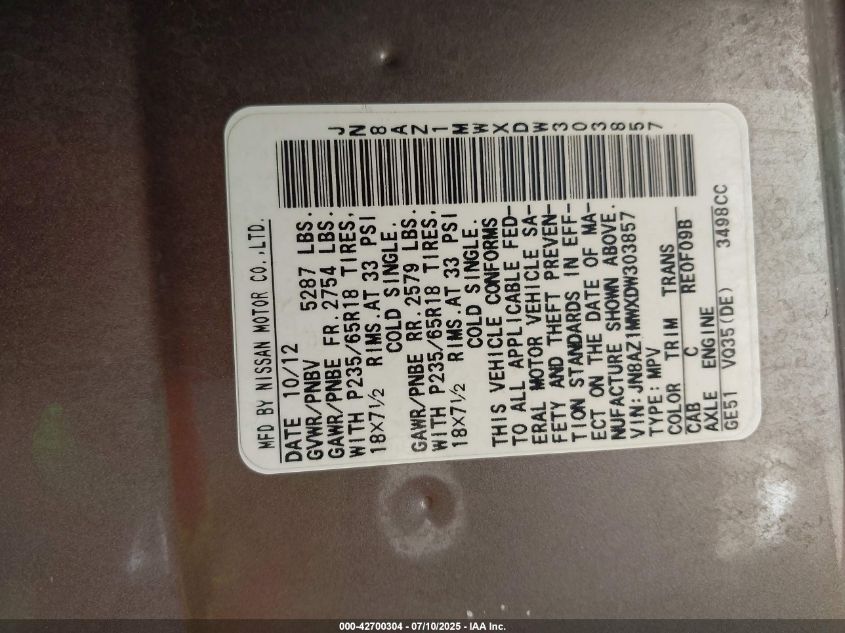 MFD BY NISSAN MOTOR CO.,LTD.
DATE 10/12
GVWR/PNBV 5287 LBS.
GAWR/PNBE FR. 2754 LBS.
WITH P235/65R18 TIRES,
18X7½ RIMS.AT 33 PSI
COLD SINGLE.
GAWR/PNBE RR. 2579 LBS.
WITH P235/65R18 TIRES,
18X7½ RIMS.AT 33 PSI
COLD SINGLE.
THIS VEHICLE CONFORMS
TO ALL APPLICABLE FED-
ERAL MOTOR VEHICLE SA-
FETY AND THEFT PREVEN-
TION STANDARDS IN EFF-
ECT ON THE DATE OF MA-
NUFACTURE SHOWN ABOVE.
VIN: JN8AZ1MWXDW303857
TYPE: MPV
COLOR TRIM TRANS
CAB C RE0F09B
AXLE ENGINE
GE51 VQ35(DE) 3498CC
JN8AZ1MWXDW303857
000-42700304 - 07/10/2025 - IAA Inc.